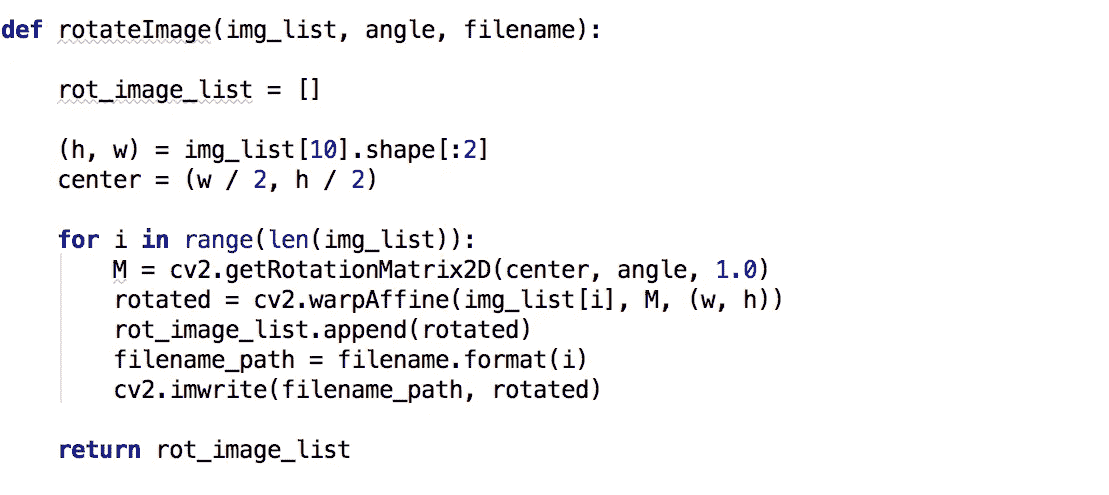 def rotateImage(img_list, angle, filename):
rot_image_list = []
(h, w) = img_list[10].shape[:2]
center = (w / 2, h / 2)
for i in range(len(img_list)):
M = cv2.getRotationMatrix2D(center, angle, 1.0)
rotated = cv2.warpAffine(img_list[i], M, (w, h))
rot_image_list.append(rotated)
filename_path = filename.format(i)
cv2.imwrite(filename_path, rotated)
return rot_image_list